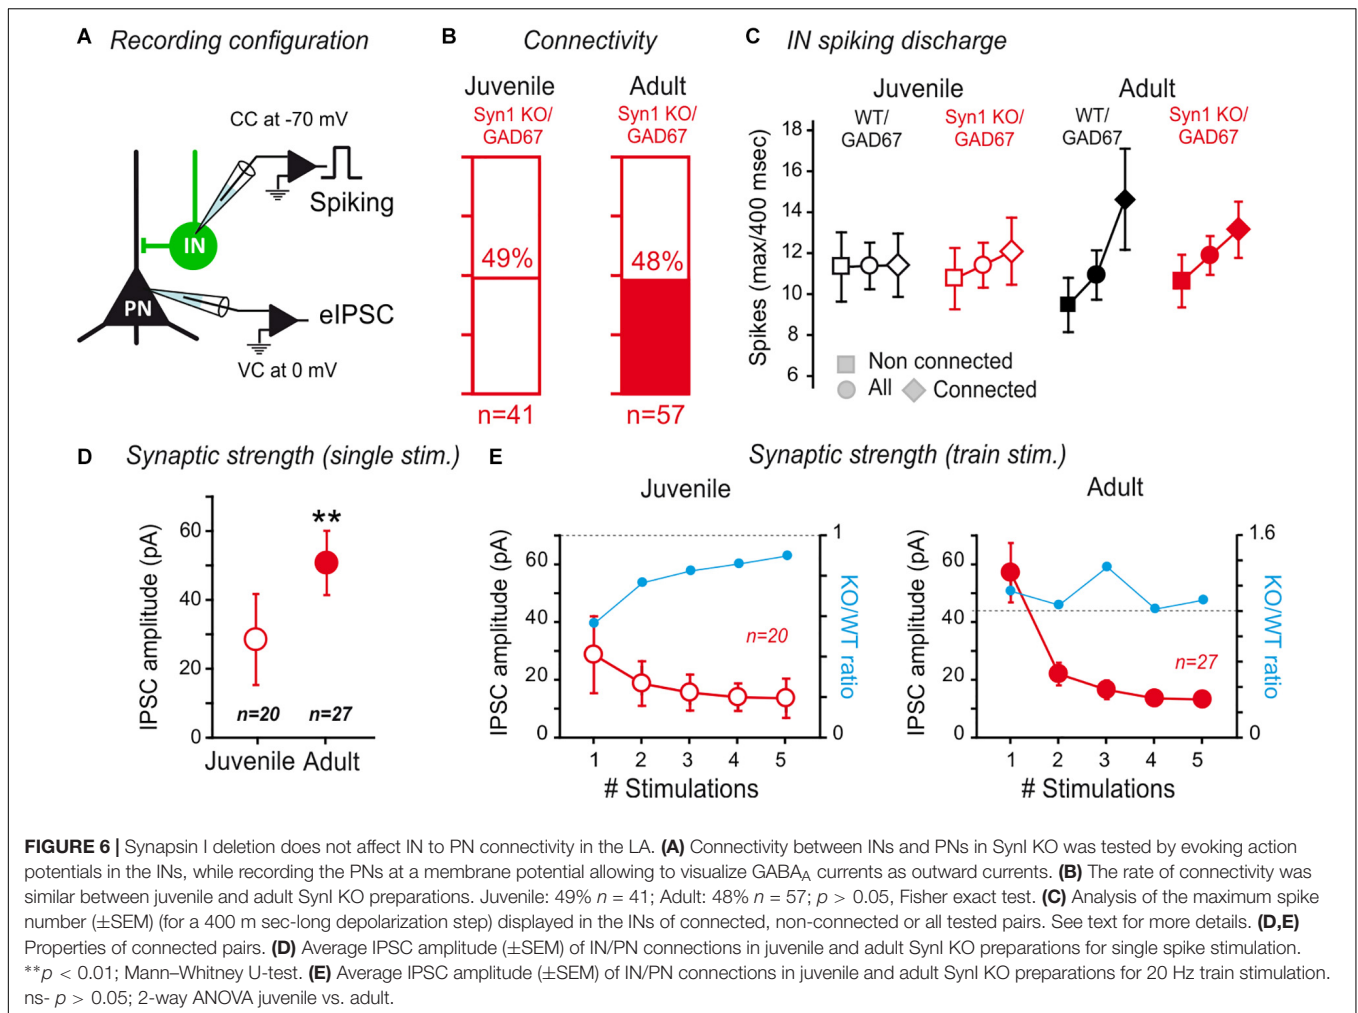 A Recording configuration
CC at -70 mV
Spiking
IN
PN
eIPSC
VC at 0 mV
B Connectivity
Juvenile Adult
Syn1 KO/ Syn1 KO/
GAD67 GAD67
49% 48%
n=41 n=57
C IN spiking discharge
Juvenile Adult
WT/ Syn1 KO/ WT/ Syn1 KO/
GAD67 GAD67 GAD67 GAD67
Spikes (max/400 msec)
18
16
14
12
10
8
6
Non connected
All Connected
D Synaptic strength (single stim.)
IPSC amplitude (pA)
60
40
20
0
**
n=20 n=27
Juvenile Adult
E Synaptic strength (train stim.)
Juvenile
IPSC amplitude (pA)
60
40
20
0
1
0
KO/WT ratio
n=20
1 2 3 4 5
# Stimulations
Adult
IPSC amplitude (pA)
60
40
20
0
1.6
0
KO/WT ratio
n=27
1 2 3 4 5
# Stimulations
FIGURE 6 | Synapsin I deletion does not affect IN to PN connectivity in the LA. (A) Connectivity between INs and PNs in SynI KO was tested by evoking action
potentials in the INs, while recording the PNs at a membrane potential allowing to visualize GABAA currents as outward currents. (B) The rate of connectivity was
similar between juvenile and adult SynI KO preparations. Juvenile: 49% n = 41; Adult: 48% n = 57; p > 0.05, Fisher exact test. (C) Analysis of the maximum spike
number (±SEM) (for a 400 m sec-long depolarization step) displayed in the INs of connected, non-connected or all tested pairs. See text for more details. (D,E)
Properties of connected pairs. (D) Average IPSC amplitude (±SEM) of IN/PN connections in juvenile and adult SynI KO preparations for single spike stimulation.
**p < 0.01; Mann–Whitney U-test. (E) Average IPSC amplitude (±SEM) of IN/PN connections in juvenile and adult SynI KO preparations for 20 Hz train stimulation.
ns- p > 0.05; 2-way ANOVA juvenile vs. adult.